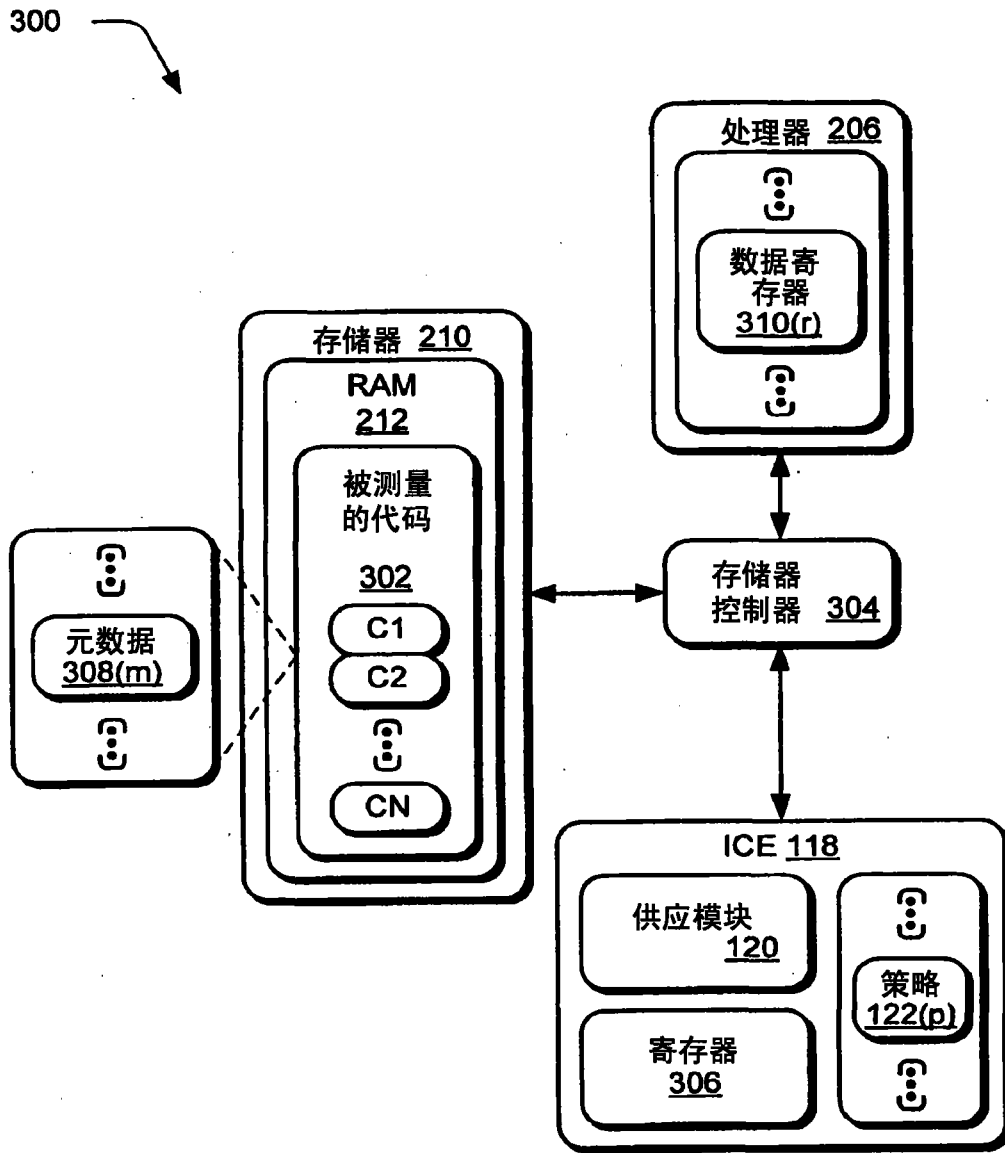 300
处理器 206
数据寄
存器
310(r)
存储器 210
RAM
212
被测量
的代码
302
C1
C2
CN
元数据
308(m)
存储器
控制器 304
ICE 118
供应模块
120
寄存器
306
策略
122(p)